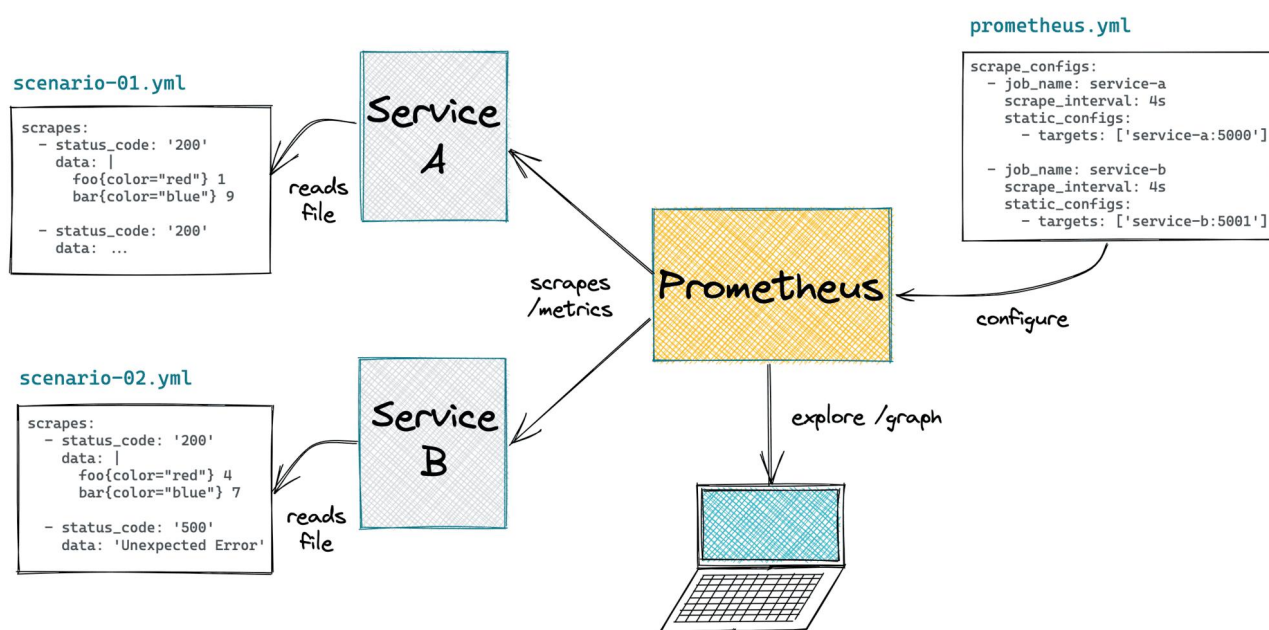 prometheus.yml
scrape_configs:
- job_name: service-a
scrape_interval: 4s
static_configs:
- targets: ['service-a:5000']
- job_name: service-b
scrape_interval: 4s
static_configs:
- targets: ['service-b:5001']
configure
scenario-01.yml
scrapes:
- status_code: '200'
data: |
foo{color="red"} 1
bar{color="blue"} 9
- status_code: '200'
data: ...
reads
file
Service
A
scrapes
/metrics
Prometheus
scenario-02.yml
scrapes:
- status_code: '200'
data: |
foo{color="red"} 4
bar{color="blue"} 7
- status_code: '500'
data: 'Unexpected Error'
reads
file
Service
B
explore /graph